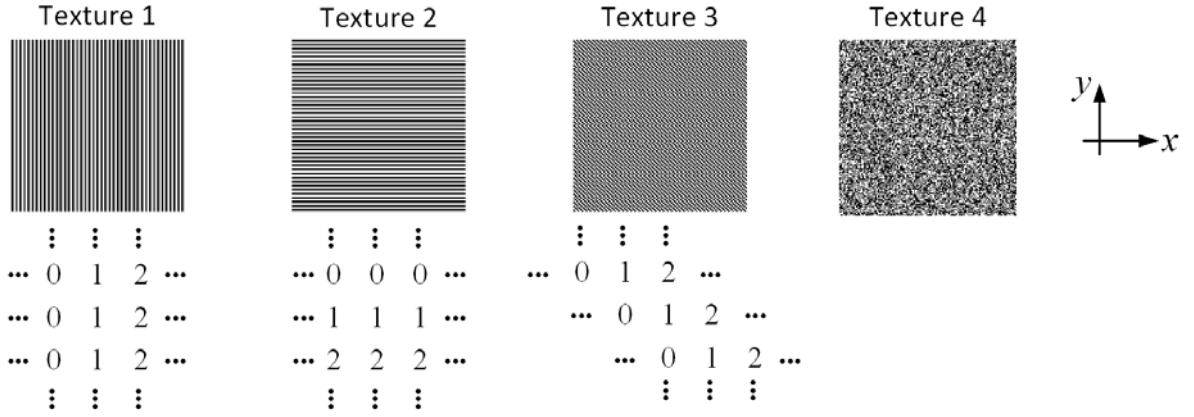 Texture 1 Texture 2 Texture 3 Texture 4
y
x
⋮ ⋮ ⋮ ⋮ ⋮ ⋮ ⋮ ⋮ ⋮
··· 0 1 2 ··· ··· 0 0 0 ··· ··· 0 1 2 ···
··· 0 1 2 ··· ··· 1 1 1 ··· ··· 0 1 2 ···
··· 0 1 2 ··· ··· 2 2 2 ··· ··· 0 1 2 ···
⋮ ⋮ ⋮ ⋮ ⋮ ⋮ ⋮ ⋮ ⋮